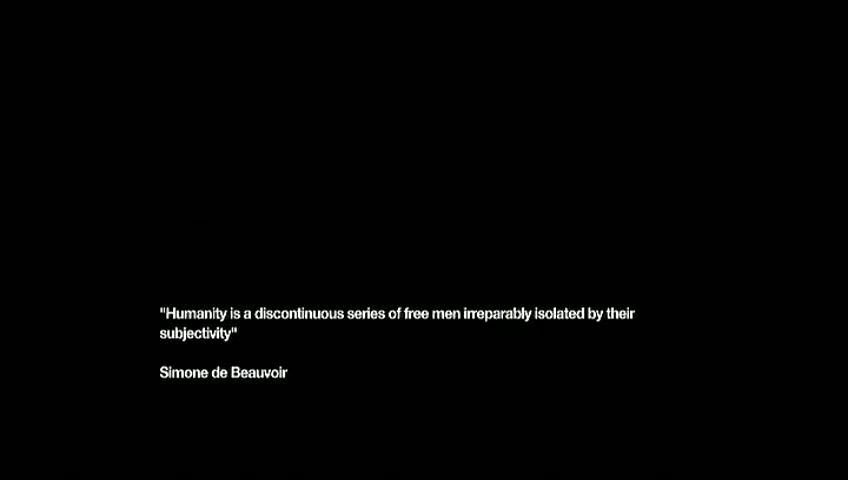 "Humanity is a discontinuous series of free men irreparably isolated by their
subjectivity"
Simone de Beauvoir